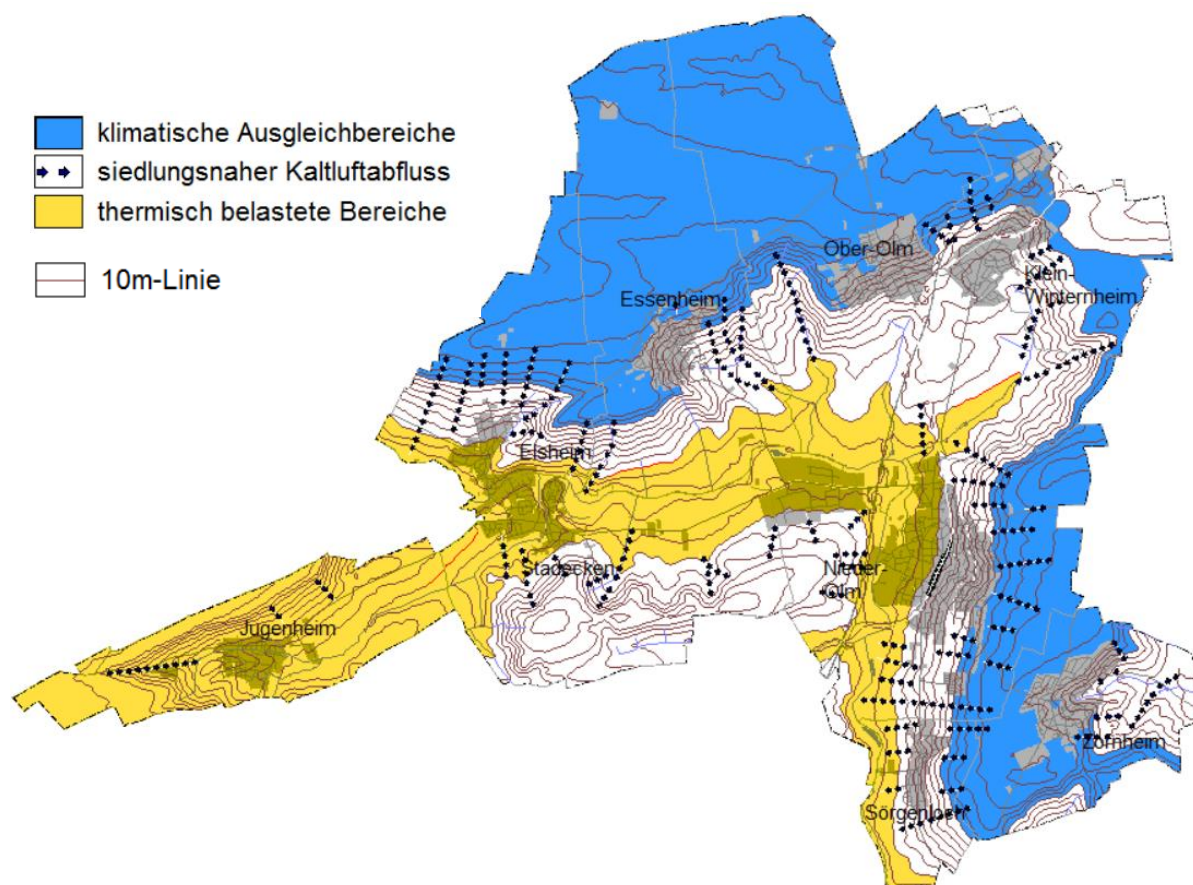 klimatische Ausgleichbereiche
siedlungsnaher Kaltluftabfluss
thermisch belastete Bereiche
10m-Linie
Ober-Olm
Klein-
Winternheim
Essenheim
Elsheim
Stadecken
Nieder-
Olm
Jugenheim
Zornheim
Sörgenloch